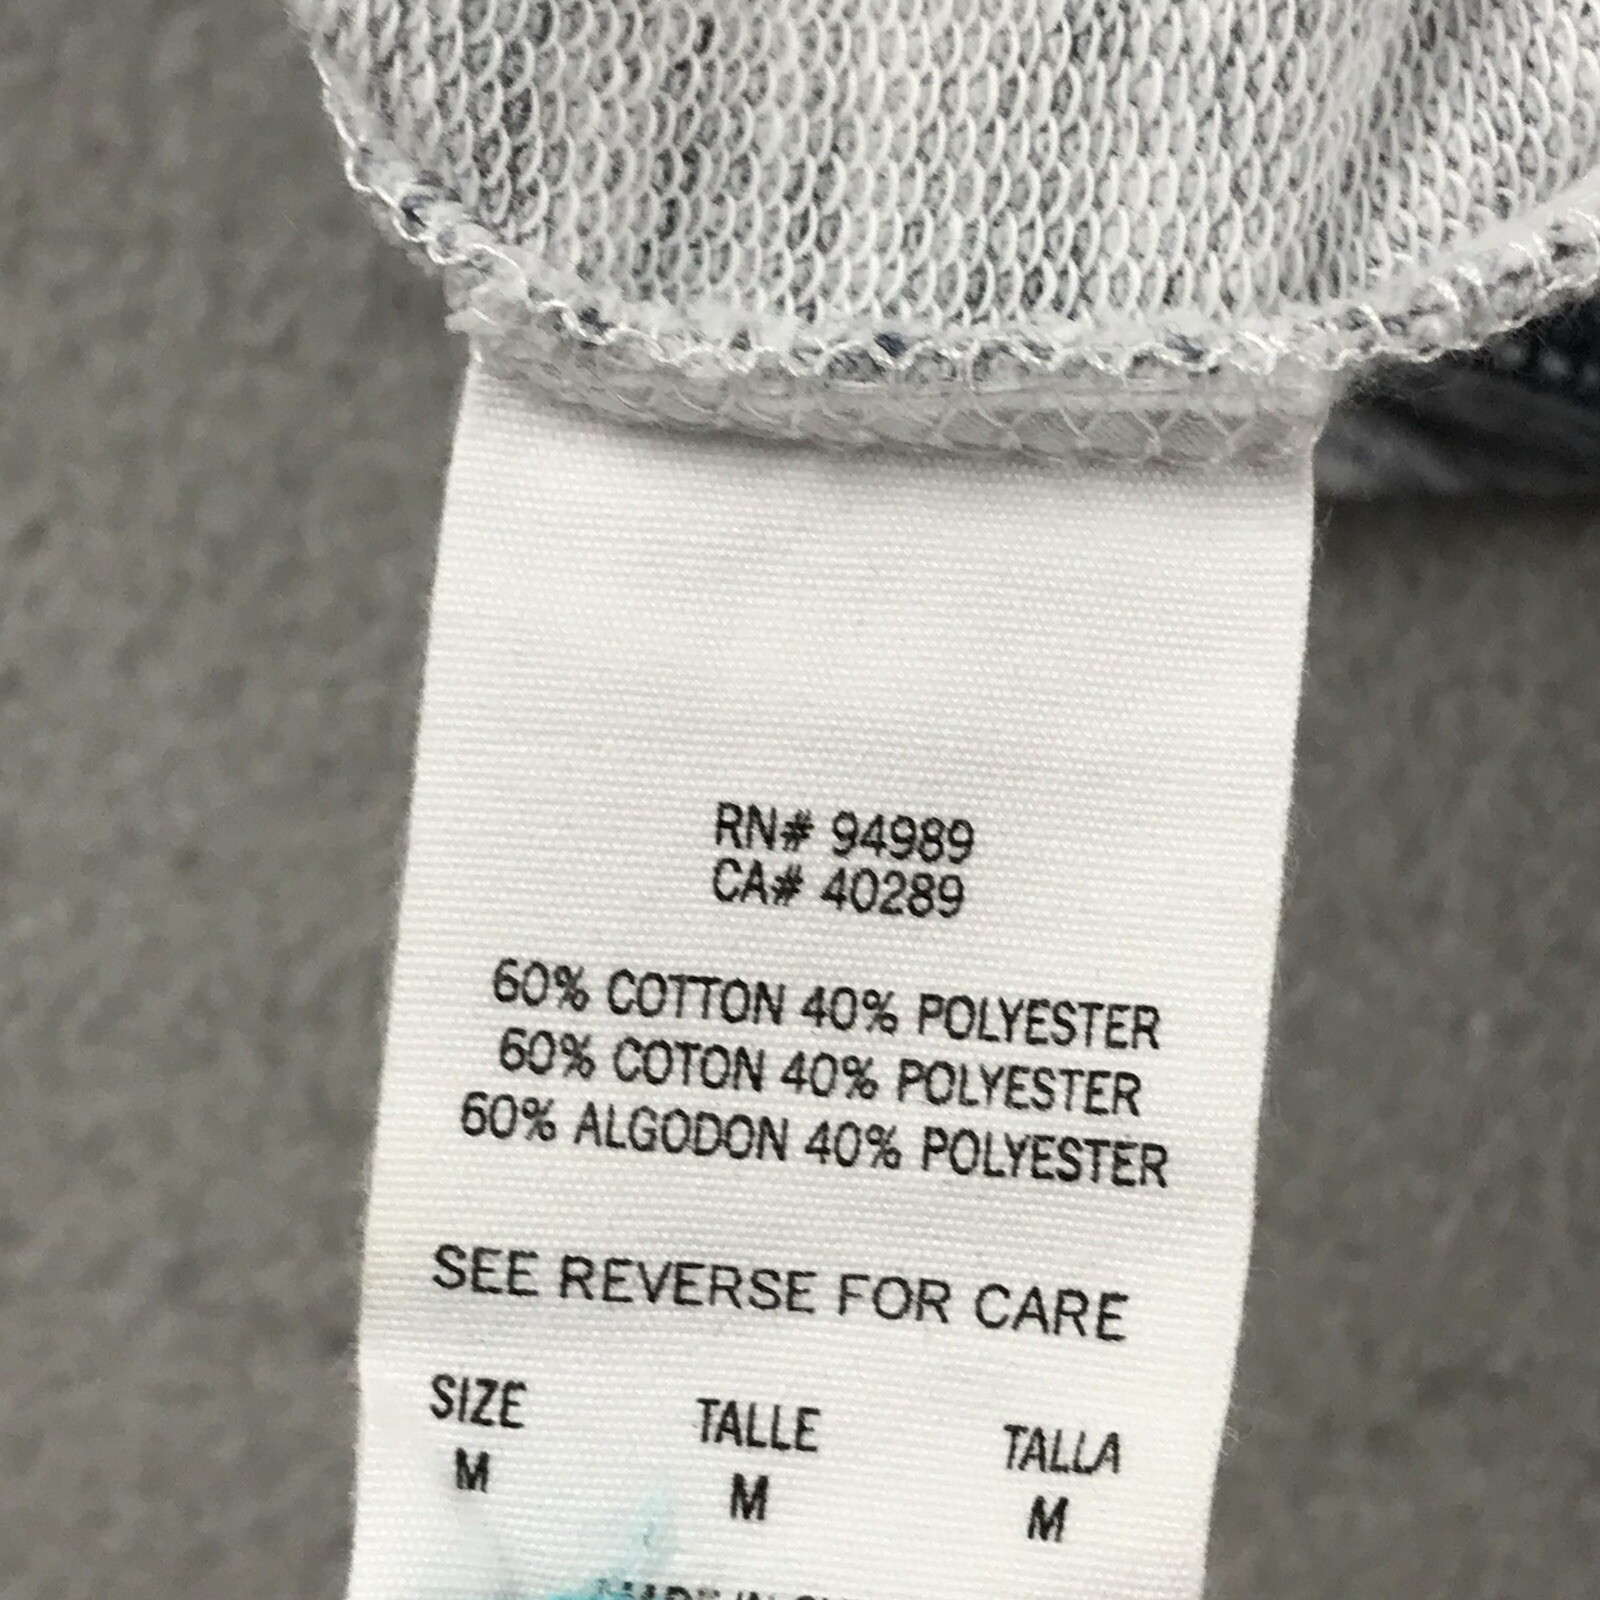 RN# 94989
CA# 40289
60% COTTON 40% POLYESTER
60% COTON 40% POLYESTER
60% ALGODON 40% POLYESTER
SEE REVERSE FOR CARE
SIZE TALLE TALLA
M M M